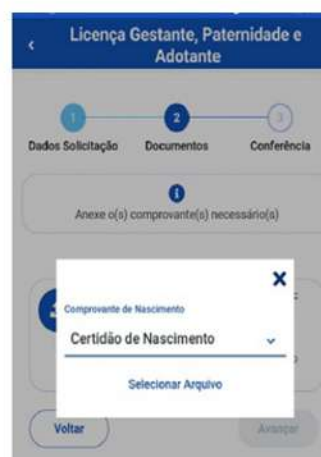 Licença Gestante, Paternidade e
Adotante
1
2
3
Dados Solicitação
Documentos
Conferência
Anexe o(s) comprovante(s) necessário(s)
Comprovante de Nascimento
Certidão de Nascimento
Selecionar Arquivo
Voltar
Avançar